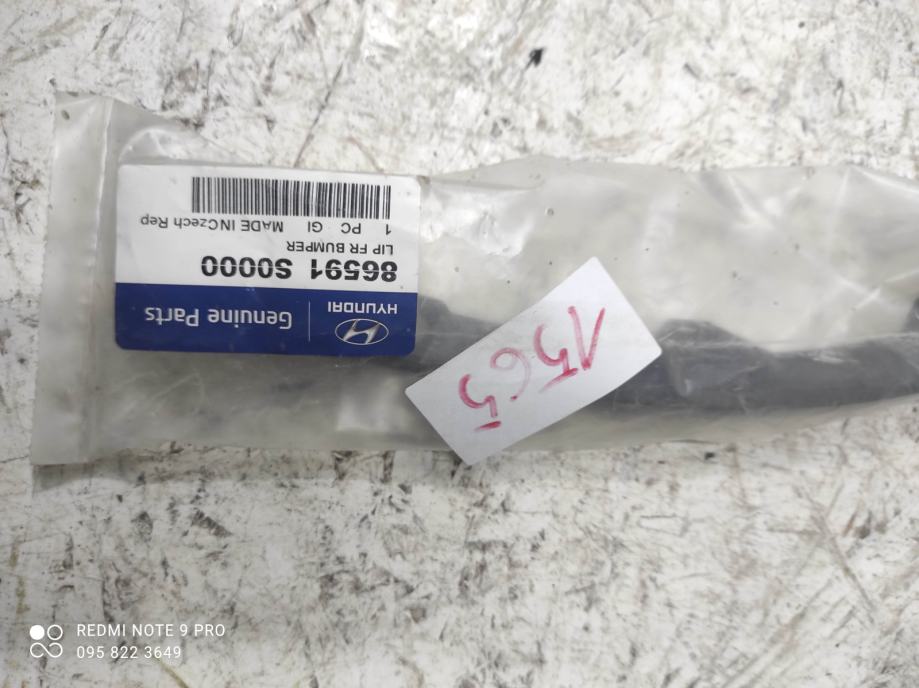 HYUNDAI
Genuine Parts
86591 S0000
LIP FR BUMPER
1 PC GI MADE IN Czech Rep
1565
REDMI NOTE 9 PRO
095 822 3649